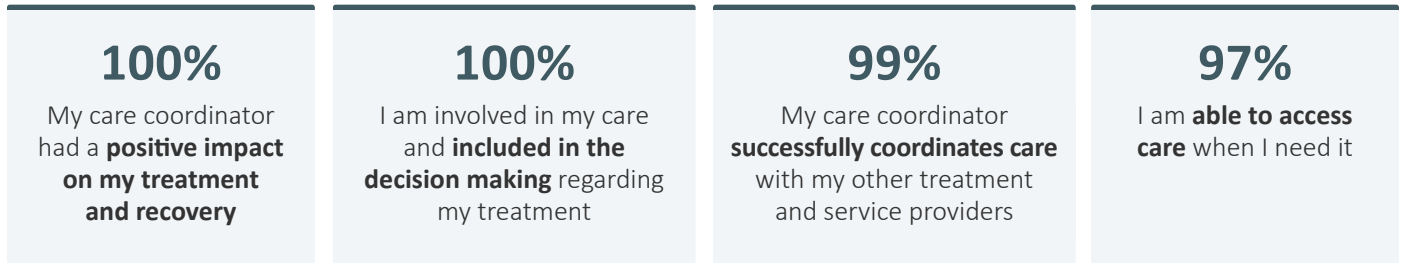 100%
My care coordinator
had a positive impact
on my treatment
and recovery
100%
I am involved in my care
and included in the
decision making regarding
my treatment
99%
My care coordinator
successfully coordinates care
with my other treatment
and service providers
97%
I am able to access
care when I need it